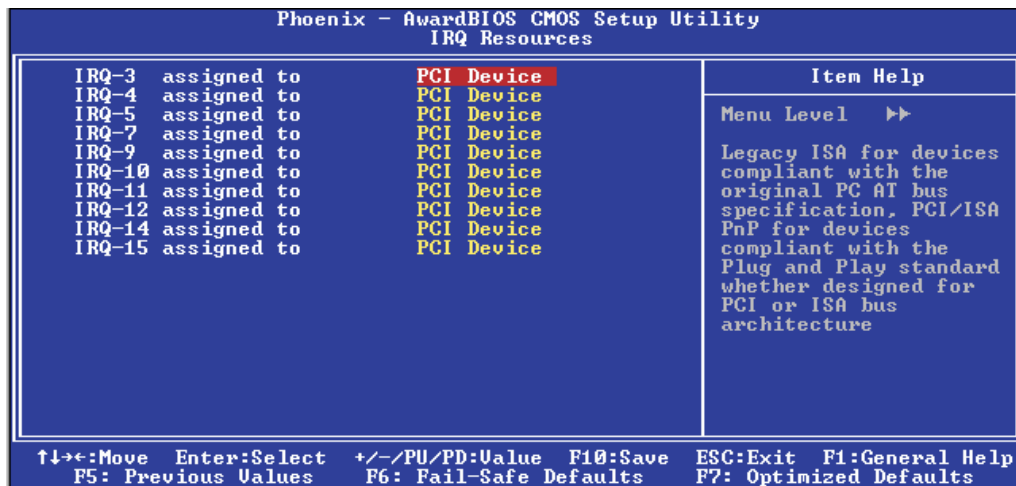 Phoenix - AwardBIOS CMOS Setup Utility
IRQ Resources
IRQ-3 assigned to PCI Device
IRQ-4 assigned to PCI Device
IRQ-5 assigned to PCI Device
IRQ-7 assigned to PCI Device
IRQ-9 assigned to PCI Device
IRQ-10 assigned to PCI Device
IRQ-11 assigned to PCI Device
IRQ-12 assigned to PCI Device
IRQ-14 assigned to PCI Device
IRQ-15 assigned to PCI Device
Item Help
Menu Level ▶▶
Legacy ISA for devices
compliant with the
original PC AT bus
specification, PCI/ISA
PnP for devices
compliant with the
Plug and Play standard
whether designed for
PCI or ISA bus
architecture
↑↓→←:Move Enter:Select +/-/PU/PD:Value F10:Save ESC:Exit F1:General Help
F5: Previous Values F6: Fail-Safe Defaults F7: Optimized Defaults